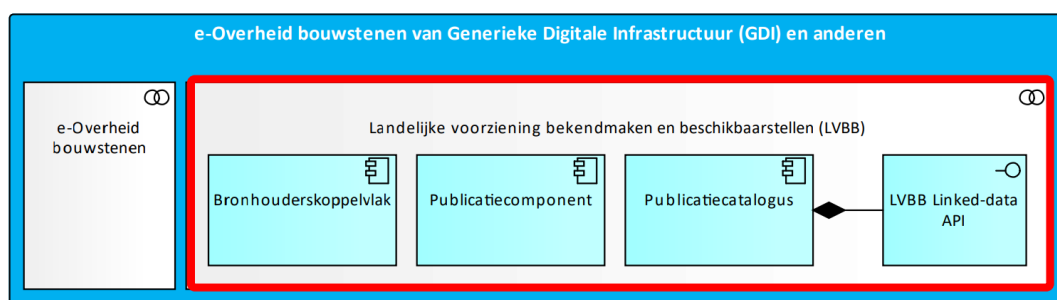 e-Overheid bouwstenen van Generieke Digitale Infrastructuur (GDI) en anderen
e-Overheid
bouwstenen
Landelijke voorziening bekendmaken en beschikbaarstellen (LVBB)
Bronhouderskoppelvlak
Publicatiecomponent
Publicatiecatalogus
LVBB Linked-data
API